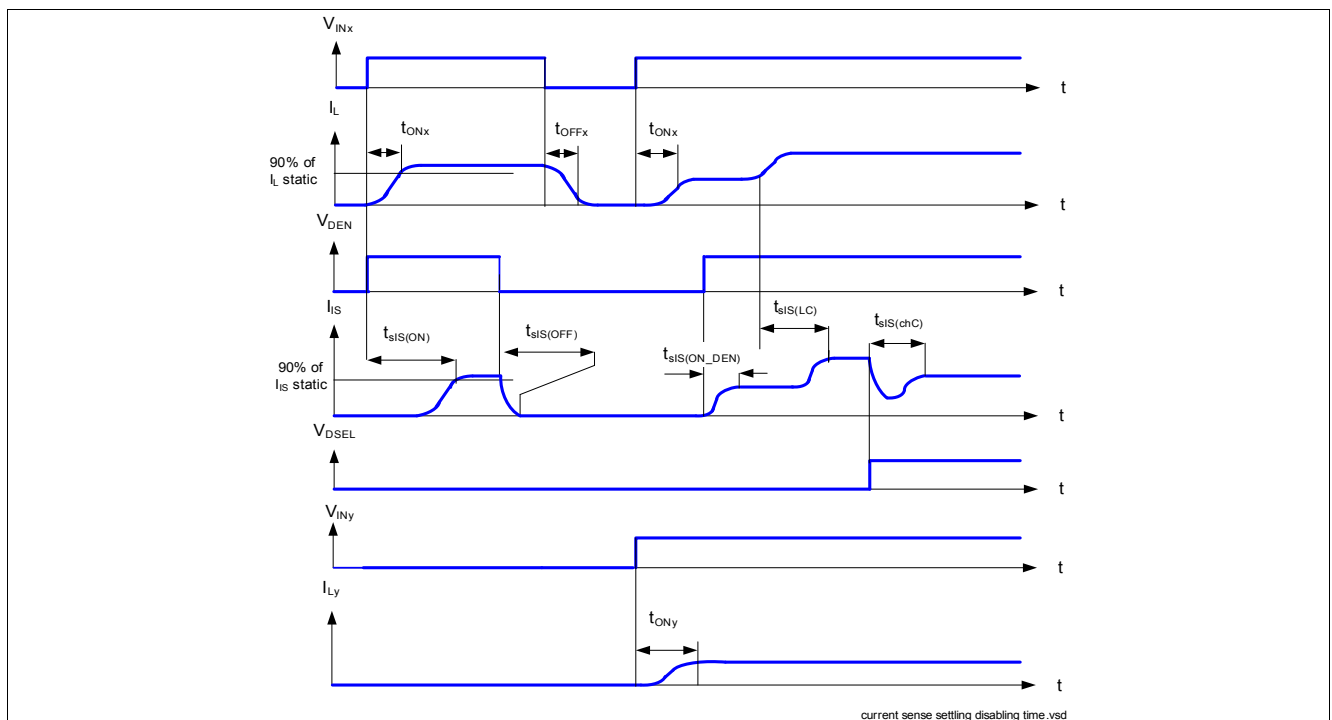 VINx
t
IL
tONx
tOFFx
tONx
90% of
IL static
t
VDEN
t
IIS
tsIS(ON)
tsIS(OFF)
tsIS(LC)
tsIS(chC)
tsIS(ON_DEN)
90% of
IIS static
t
VDSEL
t
VINy
t
ILy
tONy
t
current sense settling disabling time.vsd